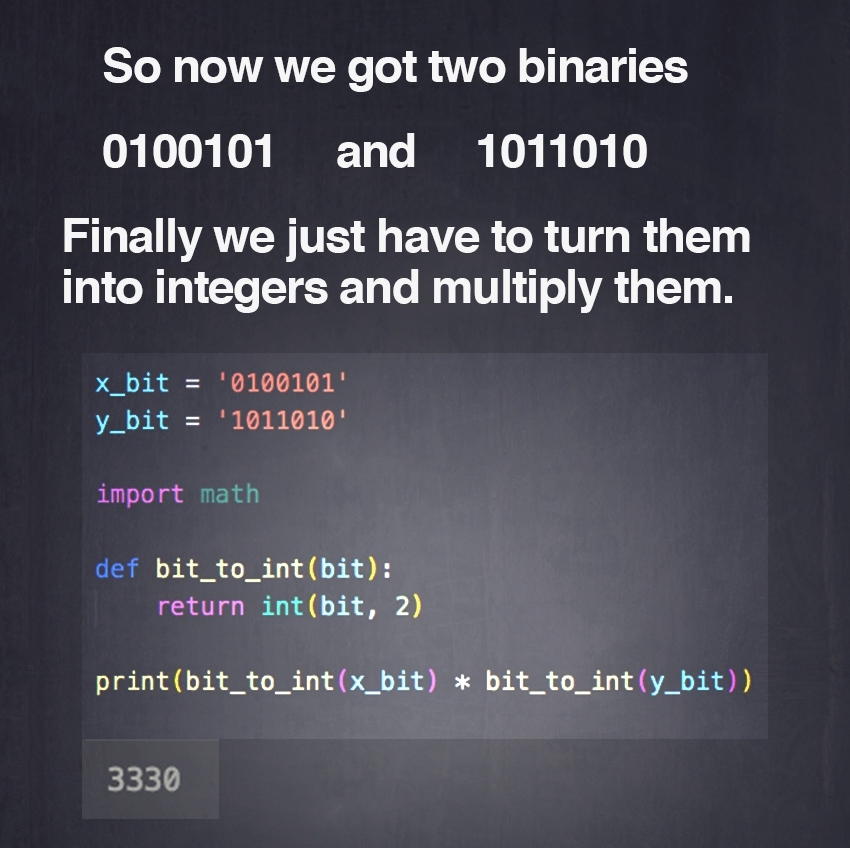 So now we got two binaries
0100101 and 1011010
Finally we just have to turn them
into integers and multiply them.
x_bit = '0100101'
y_bit = '1011010'
import math
def bit_to_int(bit):
    return int(bit, 2)
print(bit_to_int(x_bit) * bit_to_int(y_bit))
3330